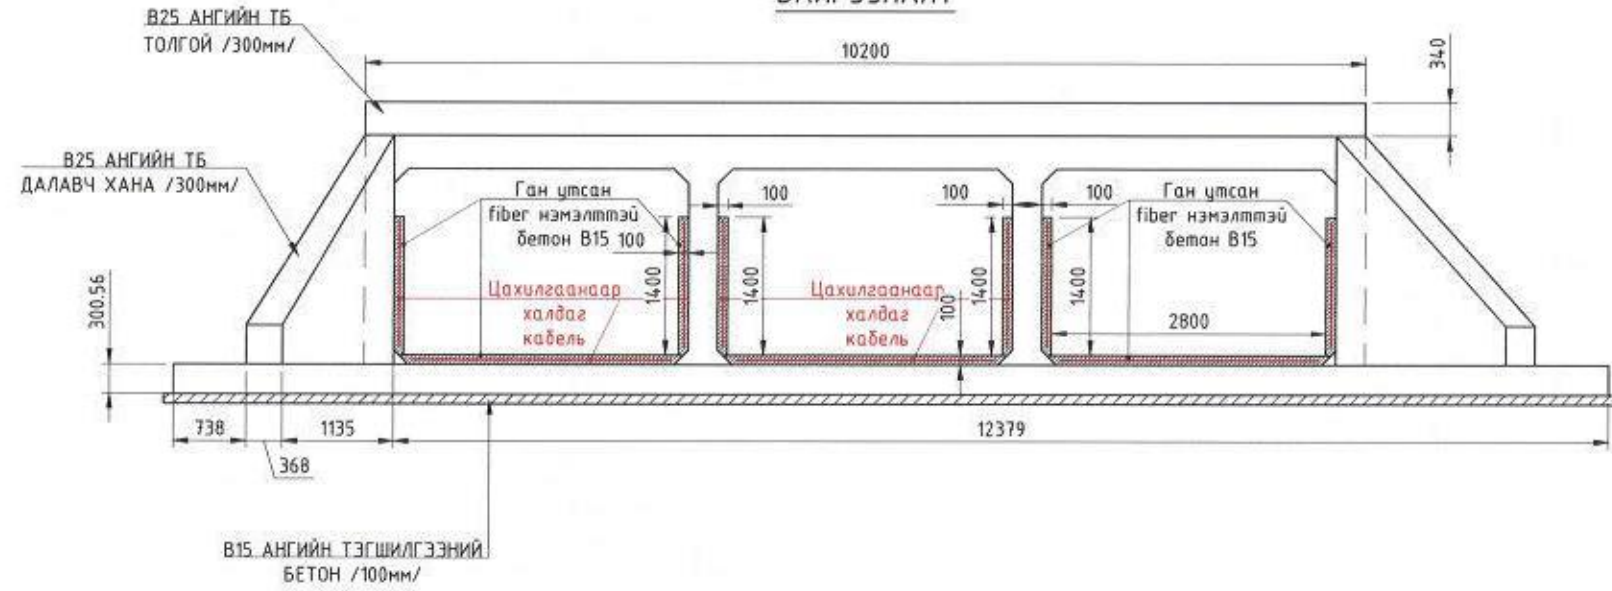 В25 АНГИЙН ТБ
ТОЛГОЙ /300мм/
10200
340
В25 АНГИЙН ТБ
ДАЛАВЧ ХАНА /300мм/
Ган утсан
fiber нэмэлттэй
бетон В15
100
100
100
100
Ган утсан
fiber нэмэлттэй
бетон В15
1400
1400
1400
1400
100
Цахилгаанаар
халдаг
кабель
Цахилгаанаар
халдаг
кабель
2800
300.56
738
1135
12379
368
В15 АНГИЙН ТЭГШИЛГЭЭНИЙ
БЕТОН /100мм/